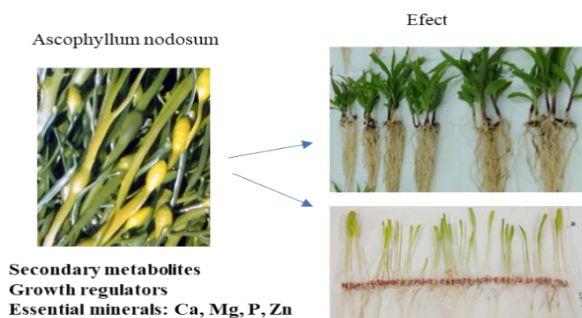 Efect
Ascophyllum nodosum
Secondary metabolites
Growth regulators
Essential minerals: Ca, Mg, P, Zn